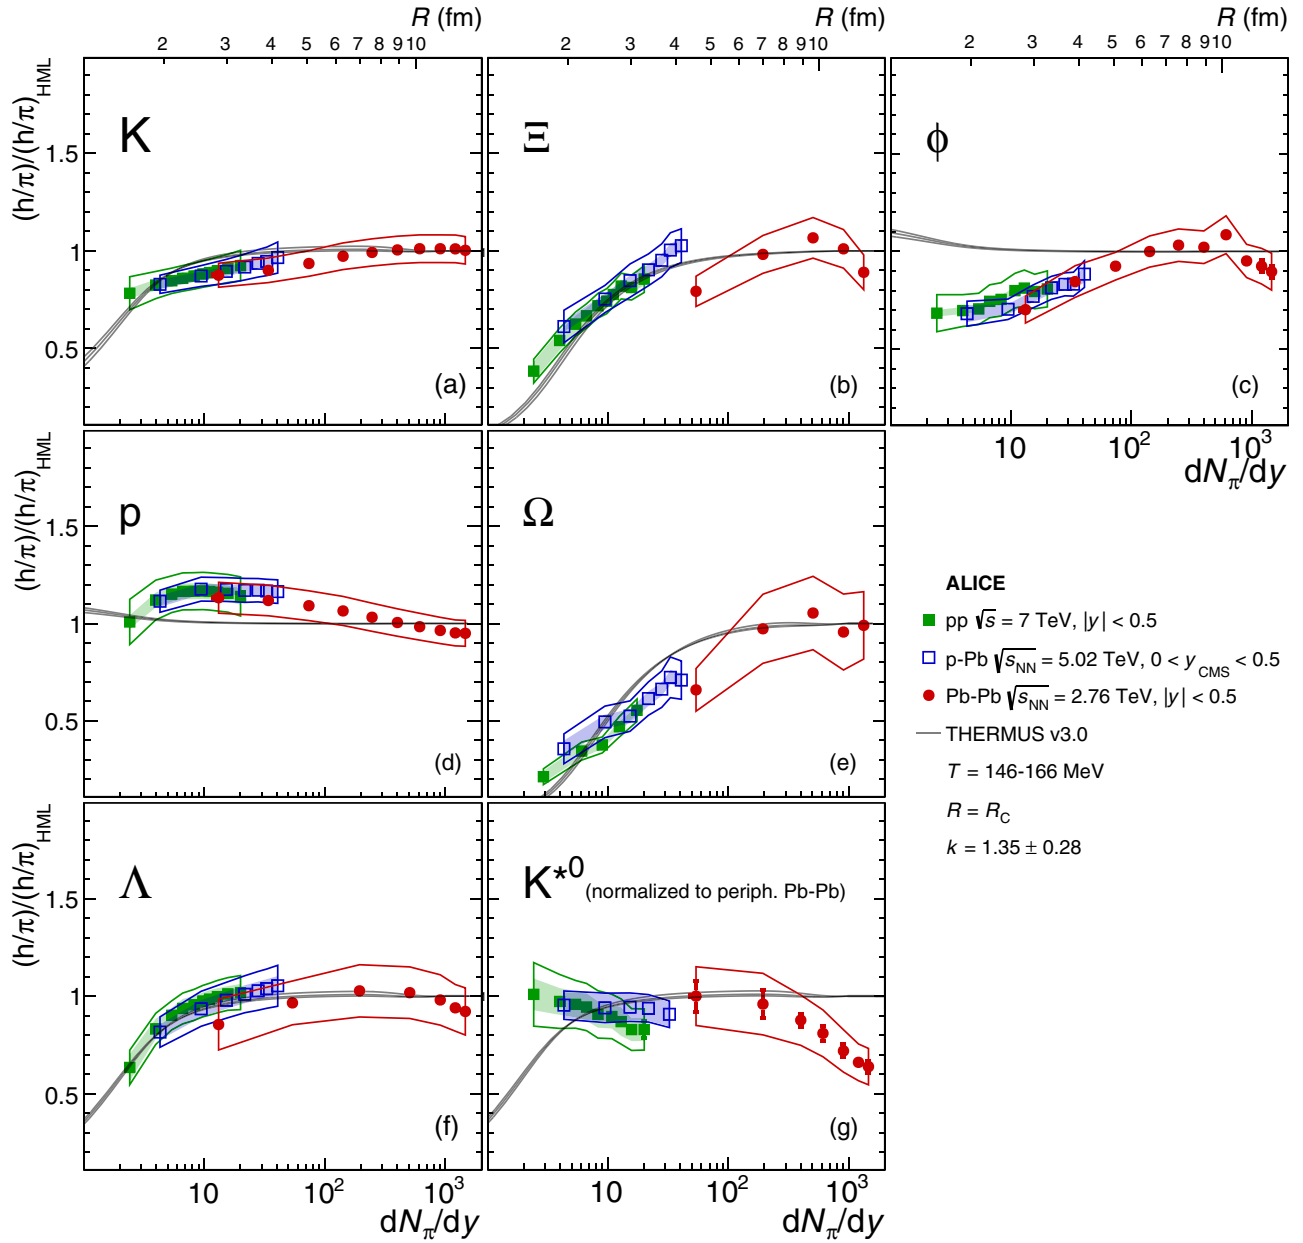 R (fm) R (fm) R (fm)
2 3 4 5 6 7 8 9 10 2 3 4 5 6 7 8 9 10 2 3 4 5 6 7 8 9 10
(h/π)/(h/π)HML
1.5
1
0.5
K
(a)
Ξ
(b)
ϕ
(c)
10 10² 10³
dNπ/dy
(h/π)/(h/π)HML
1.5
1
0.5
p
(d)
Ω
(e)
ALICE
pp √s = 7 TeV, |y| < 0.5
p-Pb √sNN = 5.02 TeV, 0 < yCMS < 0.5
Pb-Pb √sNN = 2.76 TeV, |y| < 0.5
THERMUS v3.0
T = 146-166 MeV
R = RC
k = 1.35 ± 0.28
(h/π)/(h/π)HML
1.5
1
0.5
Λ
(f)
K*0 (normalized to periph. Pb-Pb)
(g)
10 10² 10³ 10 10² 10³
dNπ/dy dNπ/dy